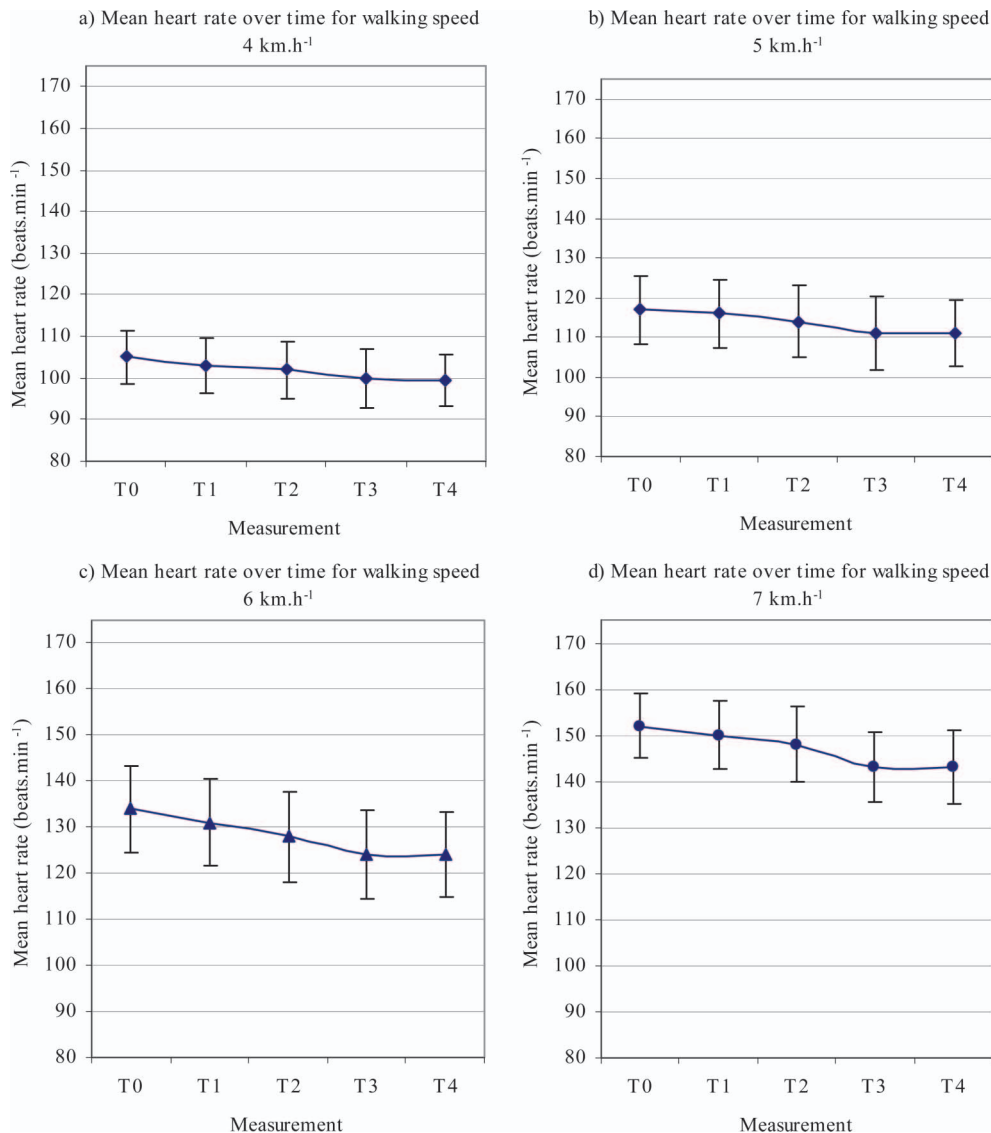 a) Mean heart rate over time for walking speed
4 km.h-1
Mean heart rate (beats.min -1)
170
160
150
140
130
120
110
100
90
80
T0 T1 T2 T3 T4
Measurement
b) Mean heart rate over time for walking speed
5 km.h-1
Mean heart rate (beats.min -1)
170
160
150
140
130
120
110
100
90
80
T0 T1 T2 T3 T4
Measurement
c) Mean heart rate over time for walking speed
6 km.h-1
Mean heart rate (beats.min -1)
170
160
150
140
130
120
110
100
90
80
T0 T1 T2 T3 T4
Measurement
d) Mean heart rate over time for walking speed
7 km.h-1
Mean heart rate (beats.min -1)
170
160
150
140
130
120
110
100
90
80
T0 T1 T2 T3 T4
Measurement